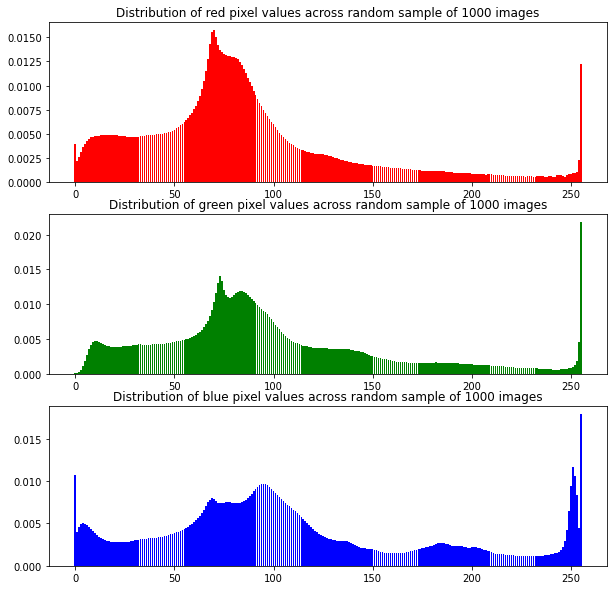 Distribution of red pixel values across random sample of 1000 images
0.0150
0.0125
0.0100
0.0075
0.0050
0.0025
0.0000
0 50 100 150 200 250
Distribution of green pixel values across random sample of 1000 images
0.020
0.015
0.010
0.005
0.000
0 50 100 150 200 250
Distribution of blue pixel values across random sample of 1000 images
0.015
0.010
0.005
0.000
0 50 100 150 200 250